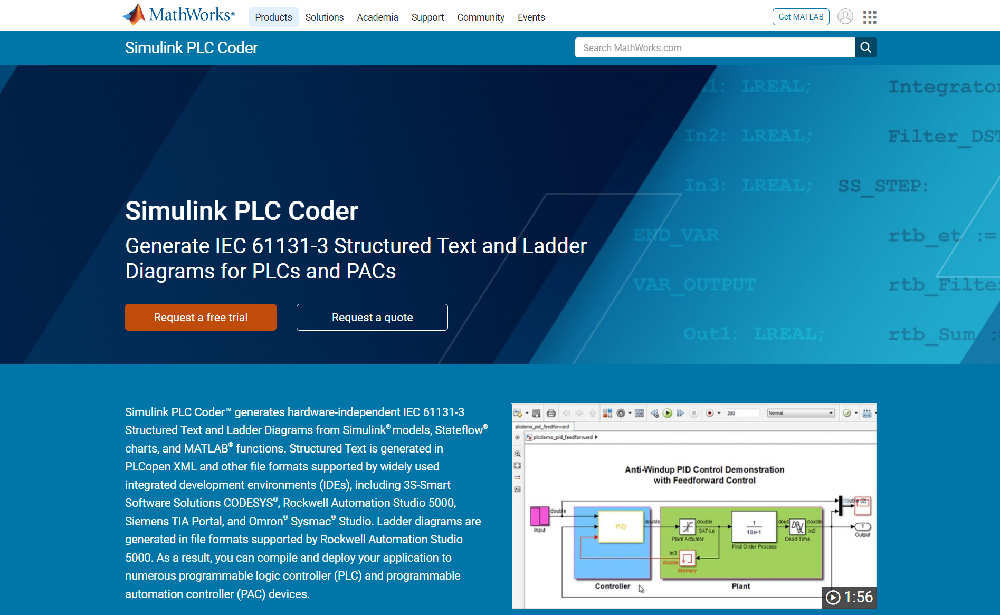 MathWorks®
Products
Solutions
Academia
Support
Community
Events
Get MATLAB
Simulink PLC Coder
Search MathWorks.com
In2: LREAL;
In3: LREAL;
END_VAR
VAR_OUTPUT
Out1: LREAL;
SS_STEP:
rtb_et :=
rtb_Sum
Simulink PLC Coder
Generate IEC 61131-3 Structured Text and Ladder
Diagrams for PLCs and PACs
Request a free trial
Request a quote
Simulink PLC Coder™ generates hardware-independent IEC 61131-3
Structured Text and Ladder Diagrams from Simulink® models, Stateflow®
charts, and MATLAB® functions. Structured Text is generated in
PLCopen XML and other file formats supported by widely used
integrated development environments (IDEs), including 3S-Smart
Software Solutions CODESYS®, Rockwell Automation Studio 5000,
Siemens TIA Portal, and Omron® Sysmac® Studio. Ladder diagrams are
generated in file formats supported by Rockwell Automation Studio
5000. As a result, you can compile and deploy your application to
numerous programmable logic controller (PLC) and programmable
automation controller (PAC) devices.
200
Normal
plcdemo_pid_feedforward
plcdemo_pid_feedforward
Anti-Windup PID Control Demonstration
with Feedforward Control
Input
double
PID
double
double
SAT(u)
Plant Actuator
1
10s+1
First Order Process
Dead Time
double
In2
double (2)
1
Output
In3
double
Memory
Controller
Plant
1:56